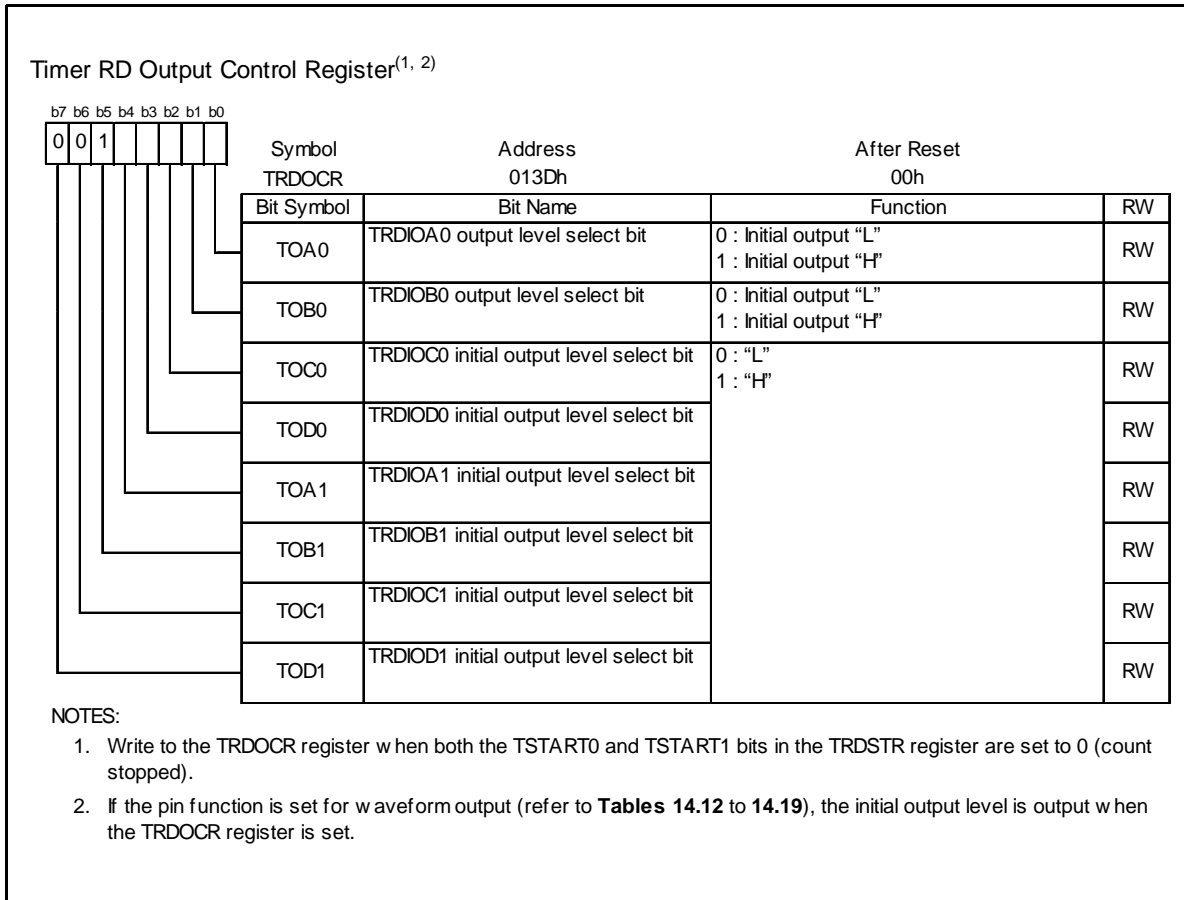 Timer RD Output Control Register(1, 2)
b7 b6 b5 b4 b3 b2 b1 b0
0 0 1
Symbol Address After Reset
TRDOCR 013Dh 00h
Bit Symbol Bit Name Function RW
TOA0 TRDIOA0 output level select bit 0 : Initial output “L” RW
1 : Initial output “H”
TOB0 TRDIOB0 output level select bit 0 : Initial output “L” RW
1 : Initial output “H”
TOC0 TRDIOC0 initial output level select bit 0 : “L” RW
1 : “H”
TOD0 TRDIOD0 initial output level select bit RW
TOA1 TRDIOA1 initial output level select bit RW
TOB1 TRDIOB1 initial output level select bit RW
TOC1 TRDIOC1 initial output level select bit RW
TOD1 TRDIOD1 initial output level select bit RW
NOTES:
1. Write to the TRDOCR register when both the TSTART0 and TSTART1 bits in the TRDSTR register are set to 0 (count
stopped).
2. If the pin function is set for waveform output (refer to Tables 14.12 to 14.19), the initial output level is output when
the TRDOCR register is set.